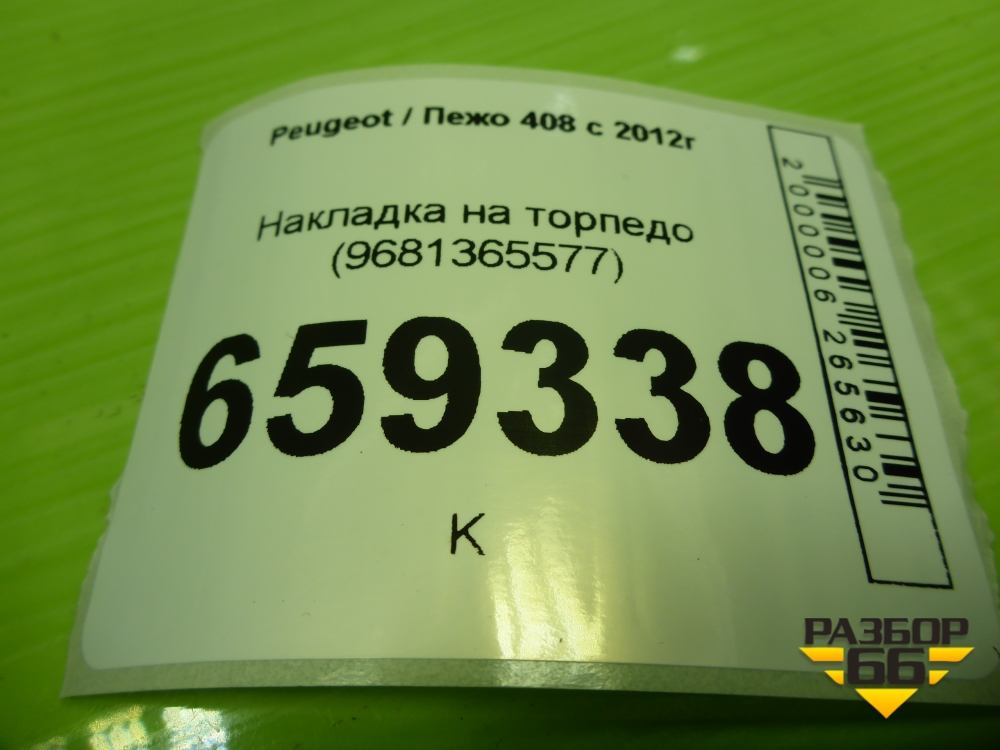 Peugeot / Пежо 408 с 2012г
Накладка на торпедо
(9681365577)
659338
К
2000006265630
РАЗБОР
66